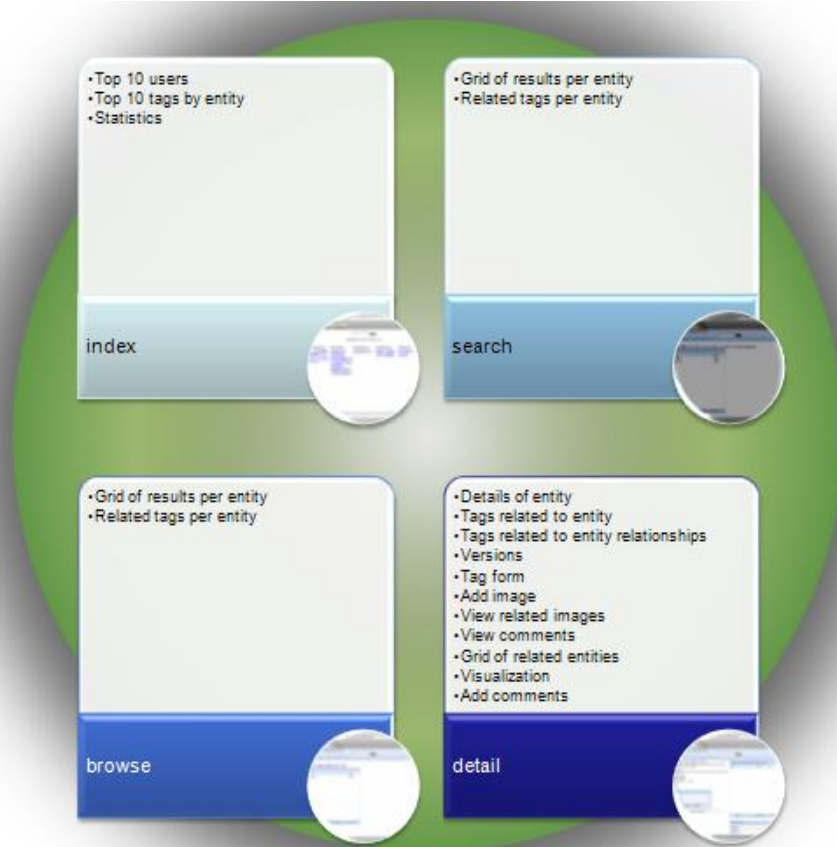 •Top 10 users
•Top 10 tags by entity
•Statistics
index
•Grid of results per entity
•Related tags per entity
search
•Grid of results per entity
•Related tags per entity
browse
•Details of entity
•Tags related to entity
•Tags related to entity relationships
•Versions
•Tag form
•Add image
•View related images
•View comments
•Grid of related entities
•Visualization
•Add comments
detail